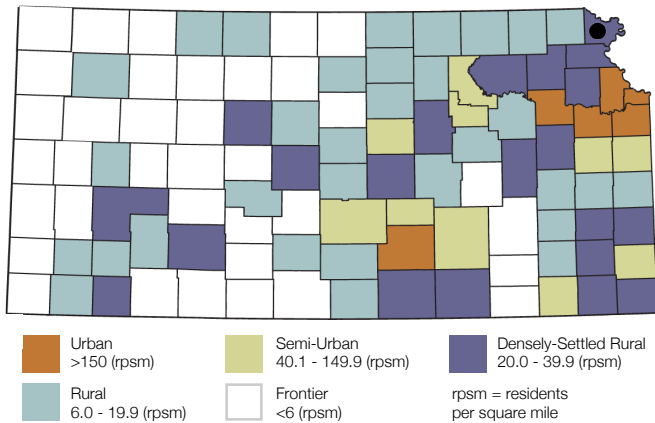 Urban
>150 (rpsm)
Semi-Urban
40.1 - 149.9 (rpsm)
Densely-Settled Rural
20.0 - 39.9 (rpsm)
Rural
6.0 - 19.9 (rpsm)
Frontier
<6 (rpsm)
rpsm = residents
per square mile